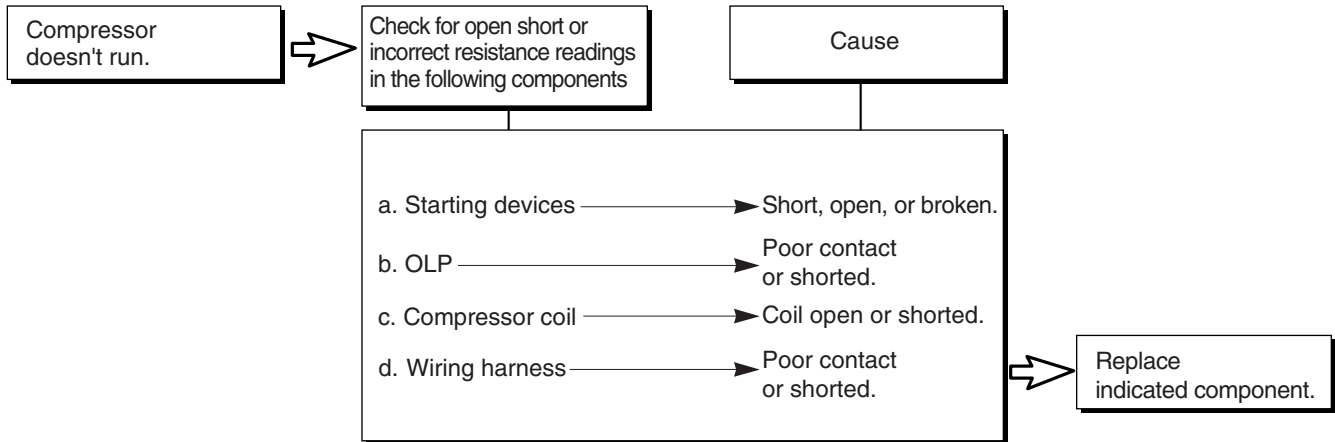 Compressor
doesn't run.
Check for open short or
incorrect resistance readings
in the following components
Cause
a. Starting devices
Short, open, or broken.
b. OLP
Poor contact
or shorted.
c. Compressor coil
Coil open or shorted.
d. Wiring harness
Poor contact
or shorted.
Replace
indicated component.